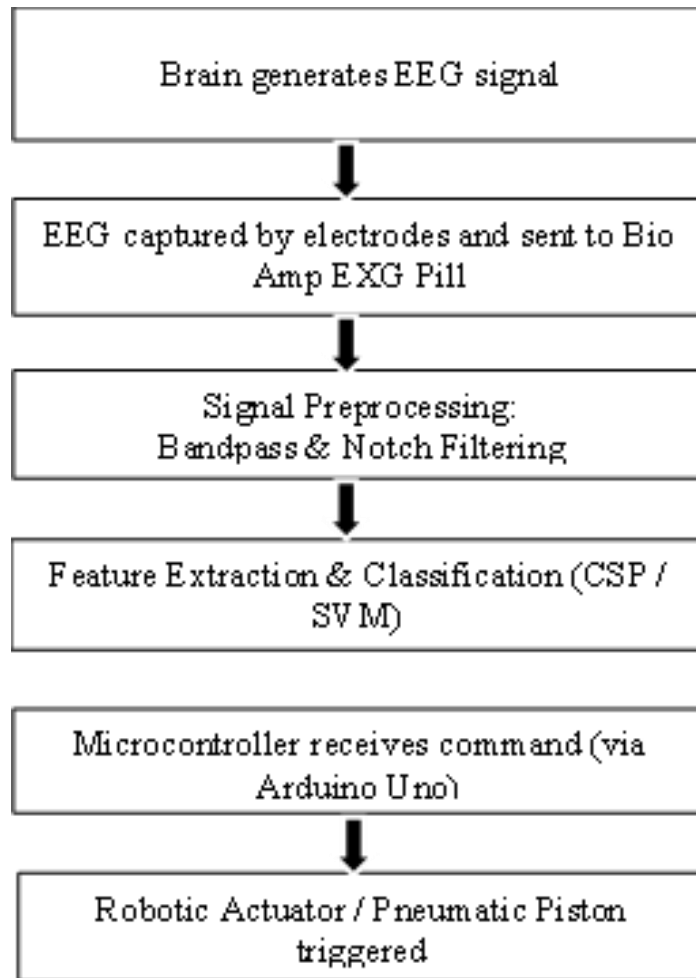 Brain generates EEG signal
EEG captured by electrodes and sent to Bio
Amp EXG Pill
Signal Preprocessing:
Bandpass & Notch Filtering
Feature Extraction & Classification (CSP /
SVM)
Microcontroller receives command (via
Arduino Uno)
Robotic Actuator / Pneumatic Piston
triggered